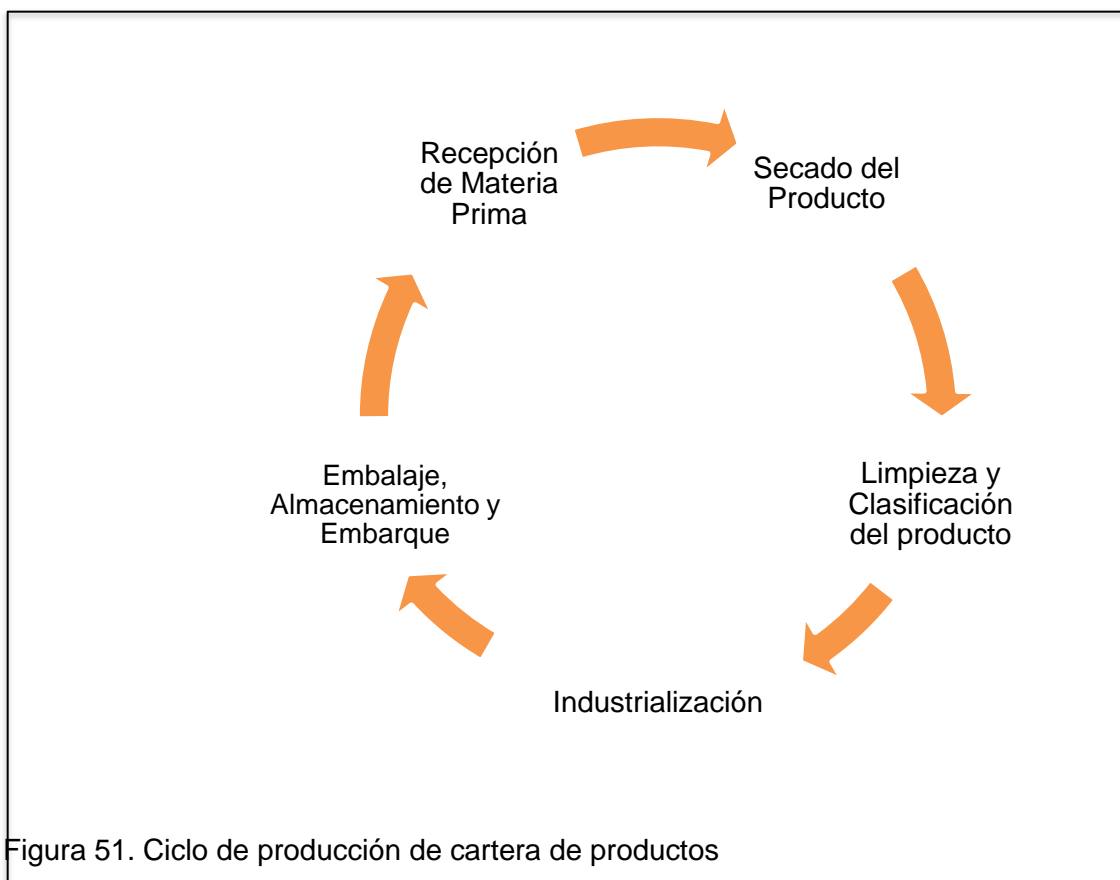 Recepción
de Materia
Prima
Secado del
Producto
Limpieza y
Clasificación
del producto
Industrialización
Embalaje,
Almacenamiento y
Embarque
Figura 51. Ciclo de producción de cartera de productos